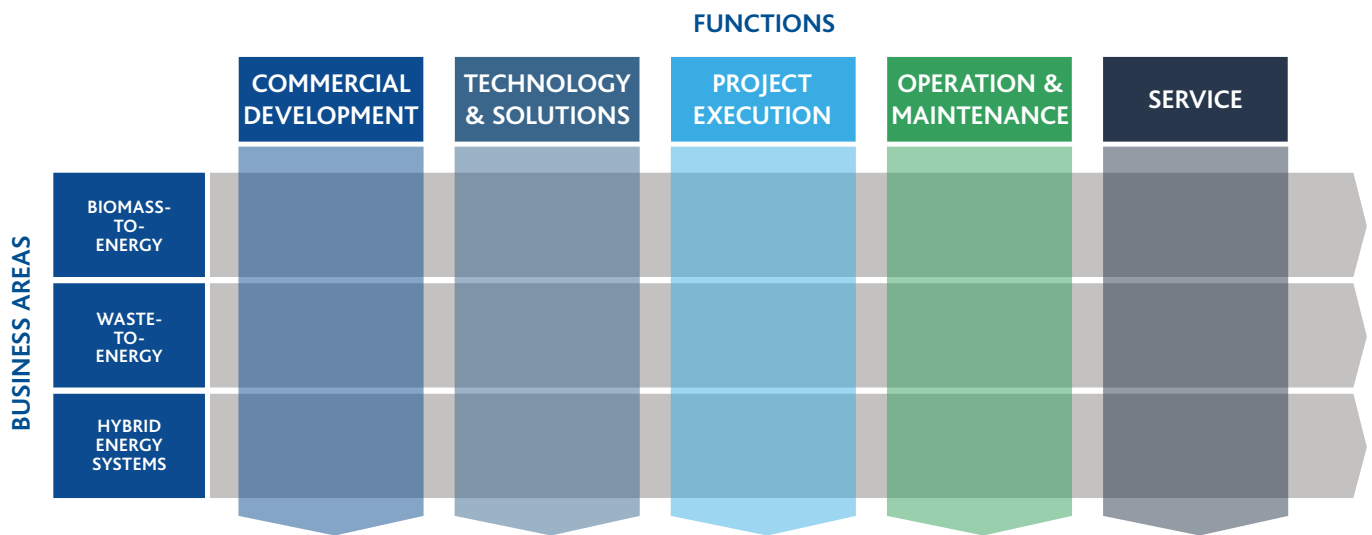 FUNCTIONS
COMMERCIAL
DEVELOPMENT
TECHNOLOGY
& SOLUTIONS
PROJECT
EXECUTION
OPERATION &
MAINTENANCE
SERVICE
BUSINESS AREAS
BIOMASS-
TO-
ENERGY
WASTE-
TO-
ENERGY
HYBRID
ENERGY
SYSTEMS